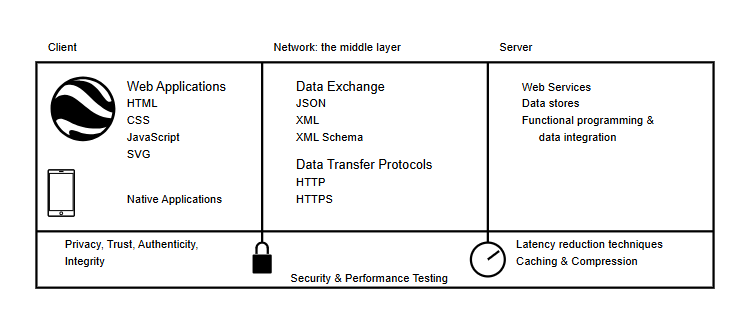 Client
Network: the middle layer
Server
Web Applications
HTML
CSS
JavaScript
SVG
Native Applications
Data Exchange
JSON
XML
XML Schema
Data Transfer Protocols
HTTP
HTTPS
Web Services
Data stores
Functional programming &
data integration
Privacy, Trust, Authenticity,
Integrity
Security & Performance Testing
Latency reduction techniques
Caching & Compression